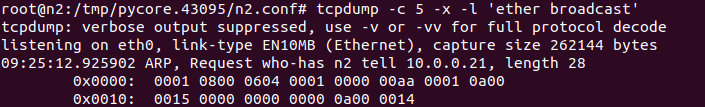 root@n2:/tmp/pycore.43095/n2.conf# tcpdump -c 5 -x -l 'ether broadcast'
tcpdump: verbose output suppressed, use -v or -vv for full protocol decode
listening on eth0, link-type EN10MB (Ethernet), capture size 262144 bytes
09:25:12.925902 ARP, Request who-has n2 tell 10.0.0.21, length 28
0x0000:  0001 0800 0604 0001 0000 00aa 0001 0a00
0x0010:  0015 0000 0000 0000 0a00 0014